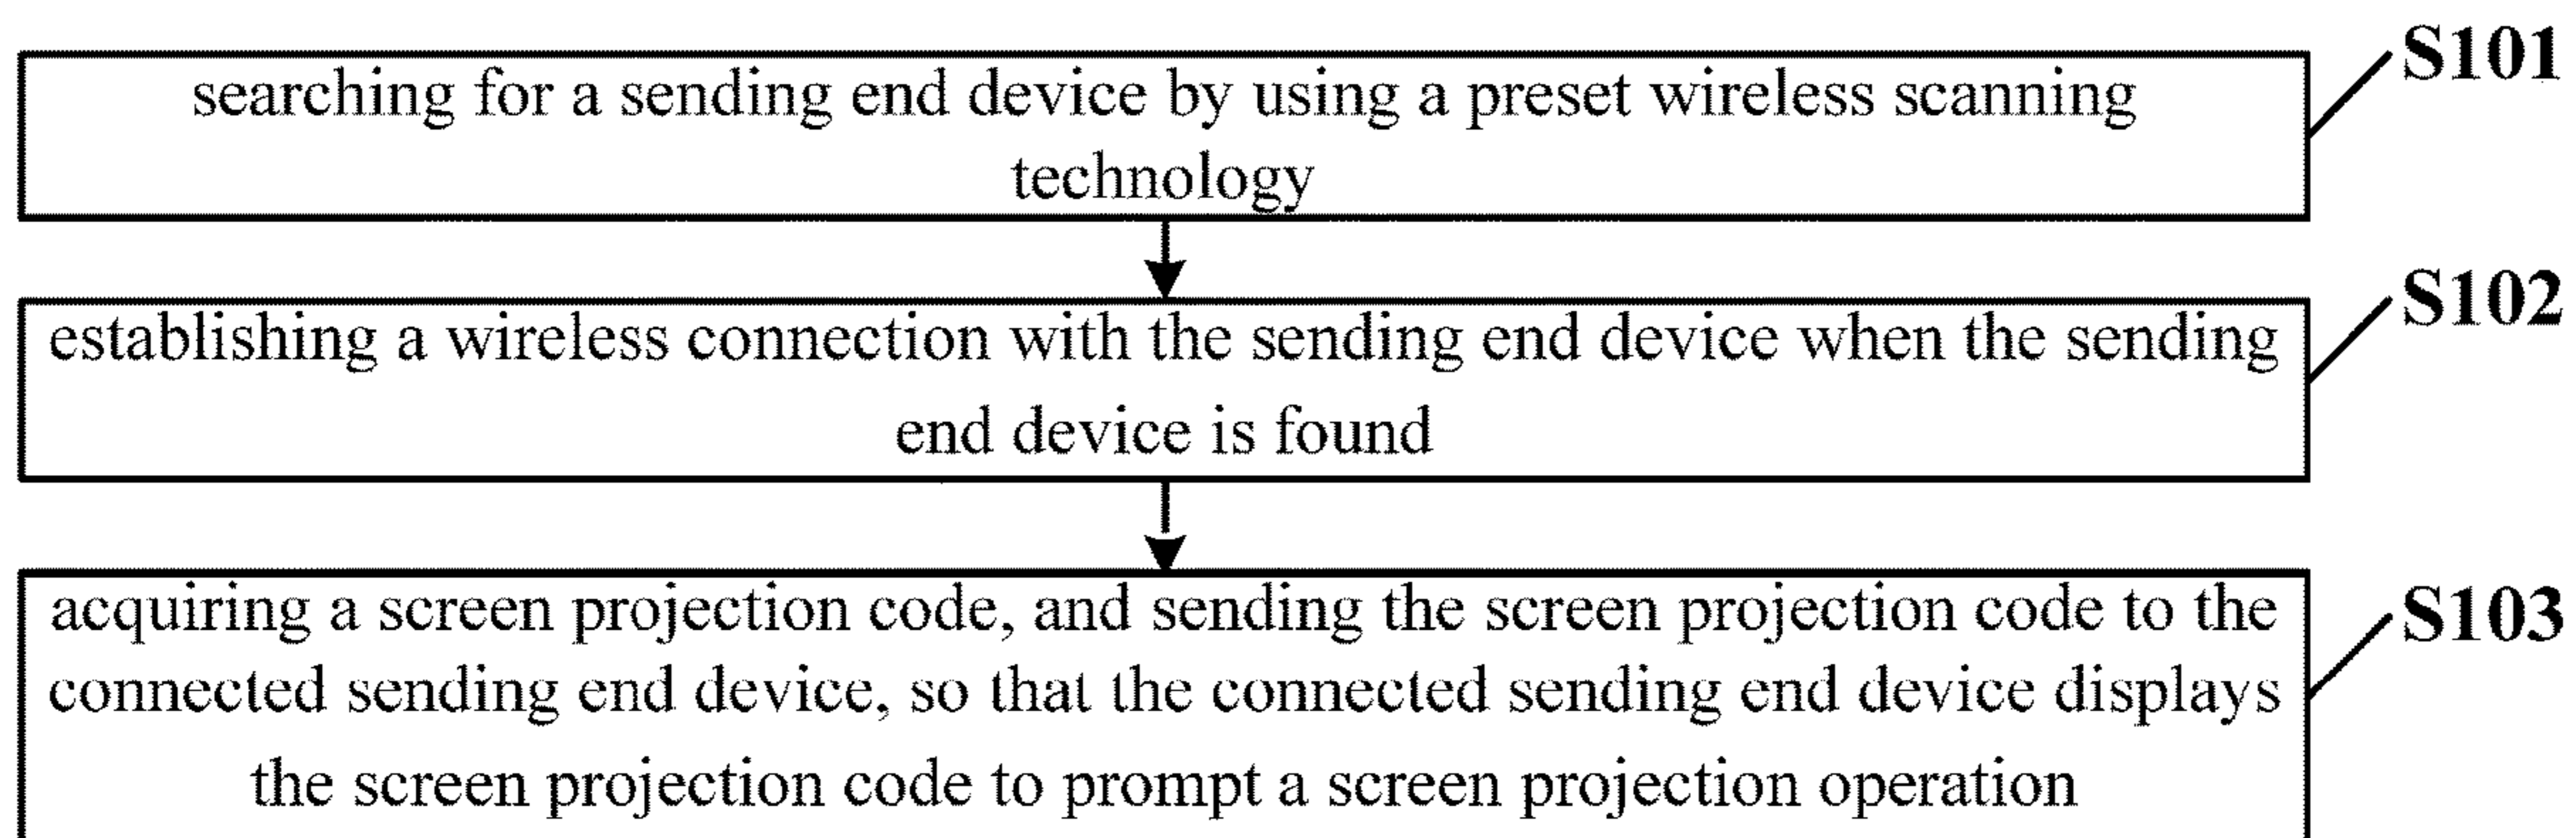 searching for a sending end device by using a preset wireless scanning
technology
S101
establishing a wireless connection with the sending end device when the sending
end device is found
S102
acquiring a screen projection code, and sending the screen projection code to the
connected sending end device, so that the connected sending end device displays
the screen projection code to prompt a screen projection operation
S103